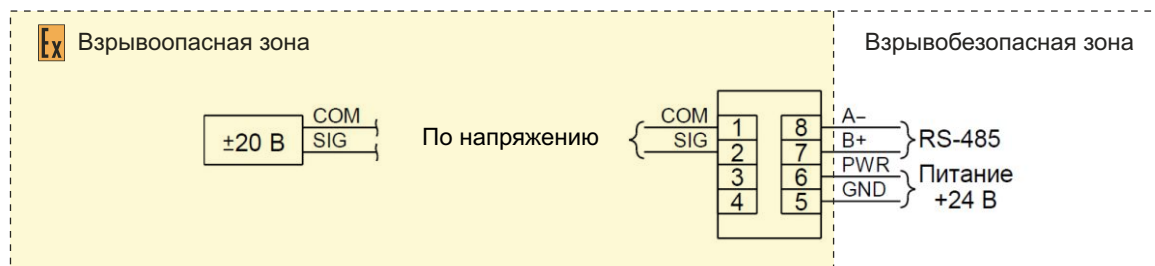 Ex Взрывоопасная зона
Взрывобезопасная зона
±20 В
COM
SIG
По напряжению
COM
SIG
1
2
3
4
8
7
6
5
A–
B+
PWR
GND
RS-485
Питание
+24 В